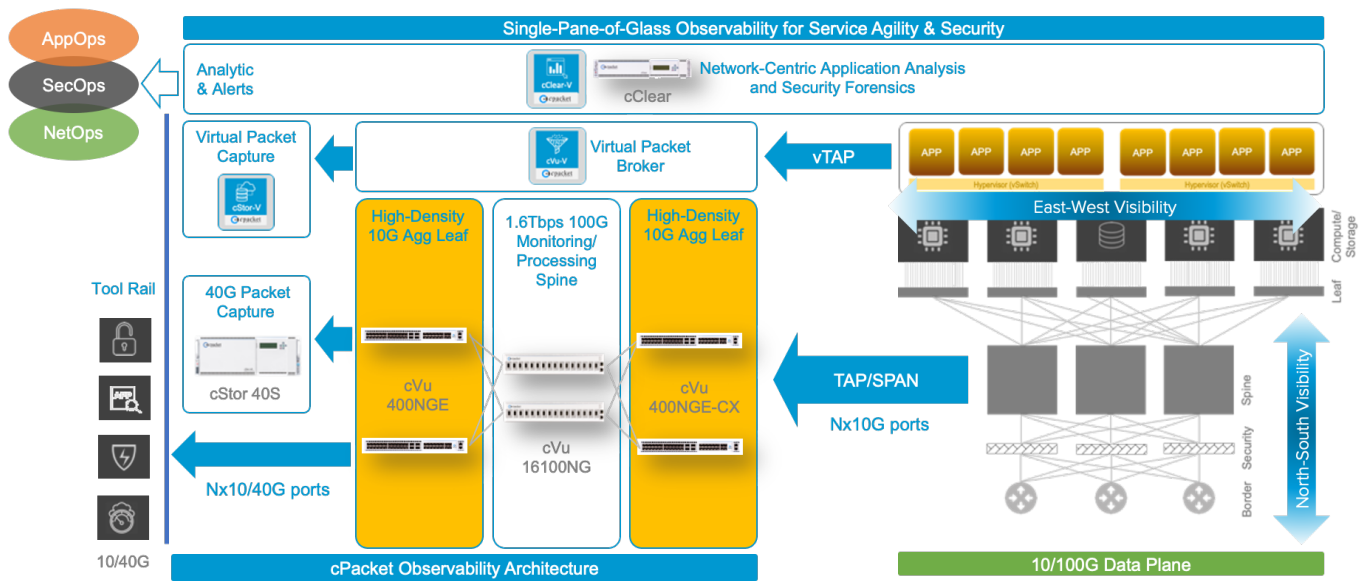 Single-Pane-of-Glass Observability for Service Agility & Security
AppOps
SecOps
NetOps
Analytic
& Alerts
cClear-V
cpacket
cClear
Network-Centric Application Analysis
and Security Forensics
Virtual Packet
Capture
cStor-V
cpacket
cVu-V
cpacket
Virtual Packet
Broker
vTAP
APP
APP
APP
APP
APP
APP
APP
APP
Hypervisor (vSwitch)
Hypervisor (vSwitch)
East-West Visibility
Compute/
Storage
Leaf
Spine
Security
Border
North-South Visibility
High-Density
10G Agg Leaf
1.6Tbps 100G
Monitoring/
Processing
Spine
High-Density
10G Agg Leaf
Tool Rail
APP
10/40G
40G Packet
Capture
cStor 40S
cVu
400NGE
cVu
16100NG
cVu
400NGE-CX
TAP/SPAN
Nx10G ports
Nx10/40G ports
cPacket Observability Architecture
10/100G Data Plane